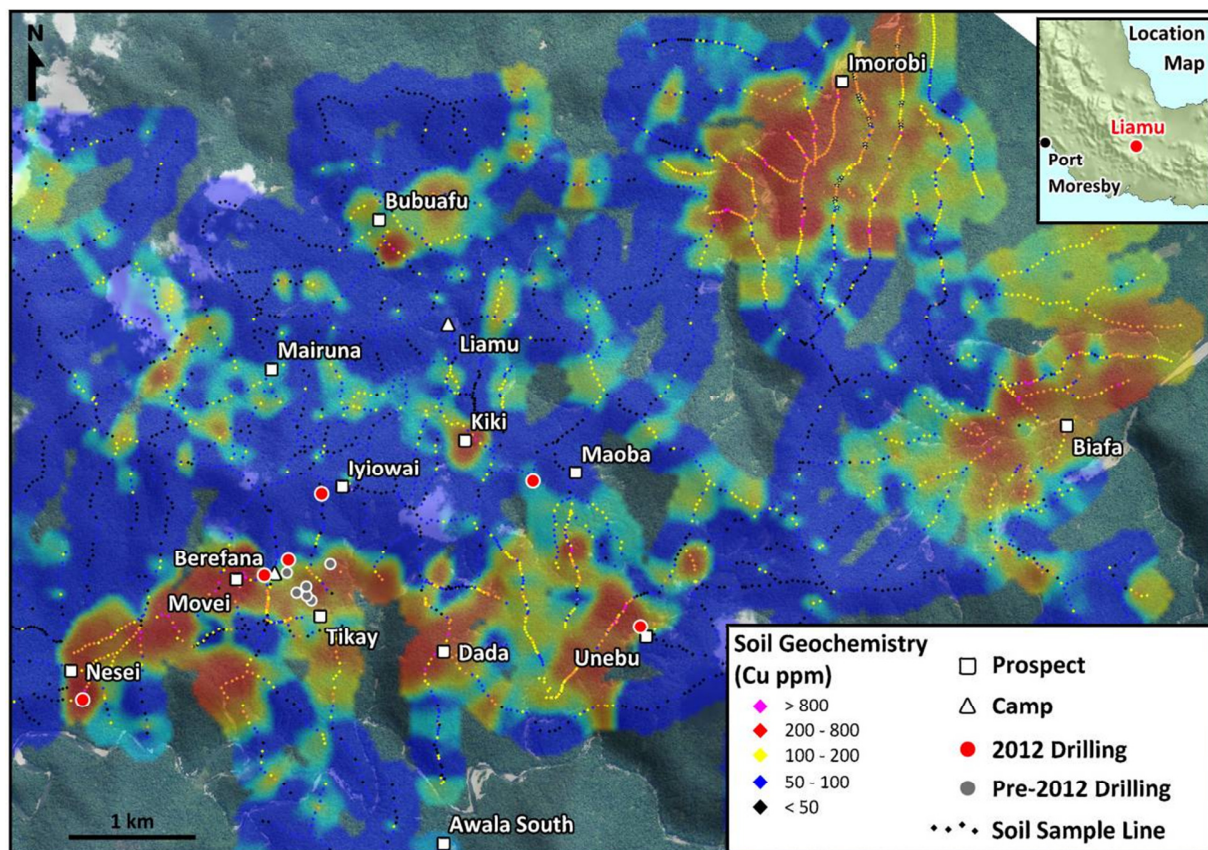 N
Imorobi
Location
Map
Liamu
Port
Moresby
Bubuafu
Liamu
Mairuna
Kiki
Maoba
Biafa
Iyiowai
Berefana
Movei
Tikay
Dada
Unebu
Nesei
Awala South
1 km
Soil Geochemistry
(Cu ppm)
> 800
200 - 800
100 - 200
50 - 100
< 50
Prospect
Camp
2012 Drilling
Pre-2012 Drilling
Soil Sample Line